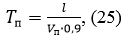 Tп = l / (Vп·0,9), (25)